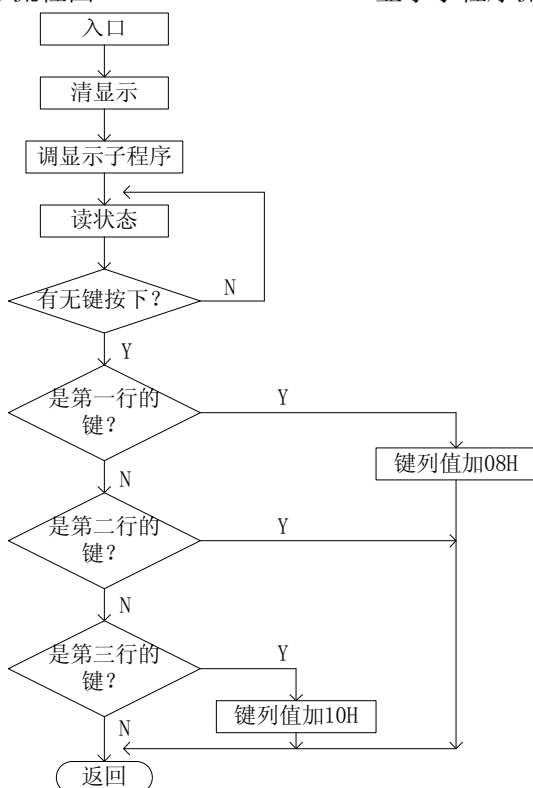 入口
清显示
调显示子程序
读状态
有无键按下？
N
Y
是第一行的
键？
Y
键列值加08H
N
是第二行的
键？
Y
N
是第三行的
键？
Y
键列值加10H
N
返回